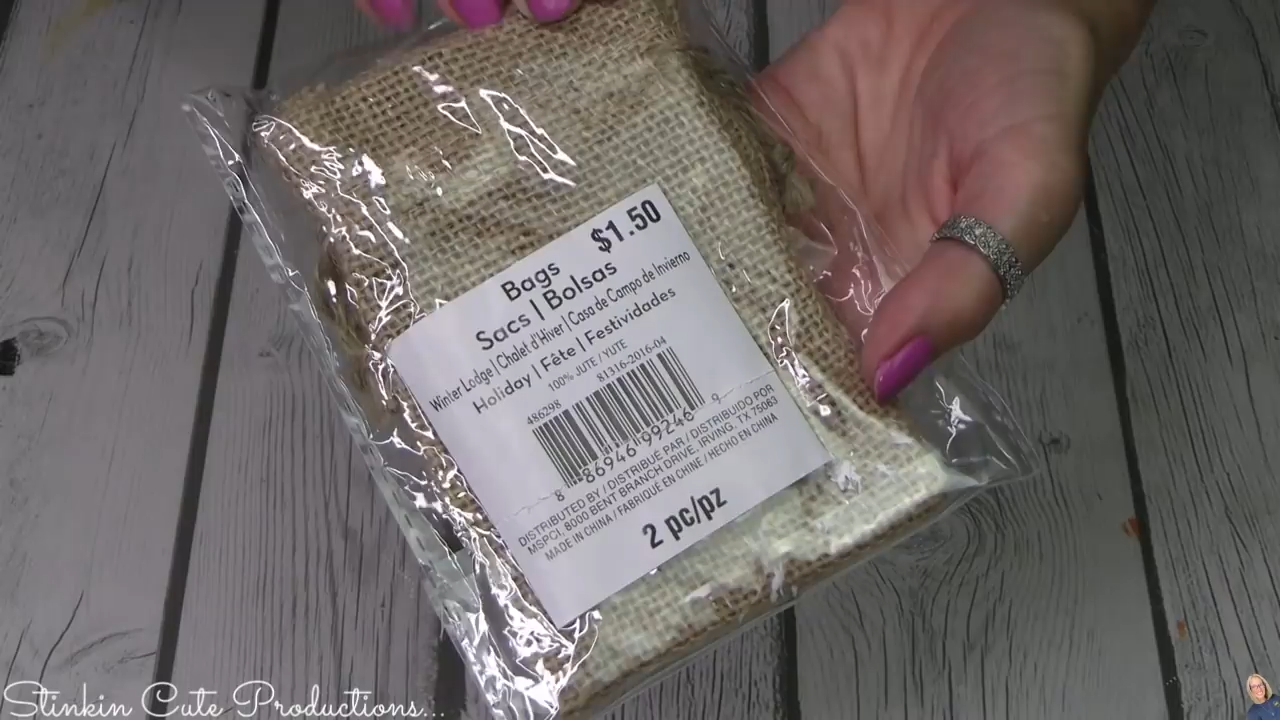 $1.50
Bags
Sacs | Bolsas
Winter Lodge | Chalet d'Hiver | Casa de Campo de Invierno
Holiday | Fête | Festividades
100% JUTE / YUTE
486298 81316-2016-04
8 86946 99246 9
DISTRIBUTED BY / DISTRIBUÉ PAR / DISTRIBUIDO POR
MSPCI, 8000 BENT BRANCH DRIVE, IRVING, TX 75063
MADE IN CHINA / FABRIQUÉ EN CHINE / HECHO EN CHINA
2 pc/pz
Stinkin Cute Productions...